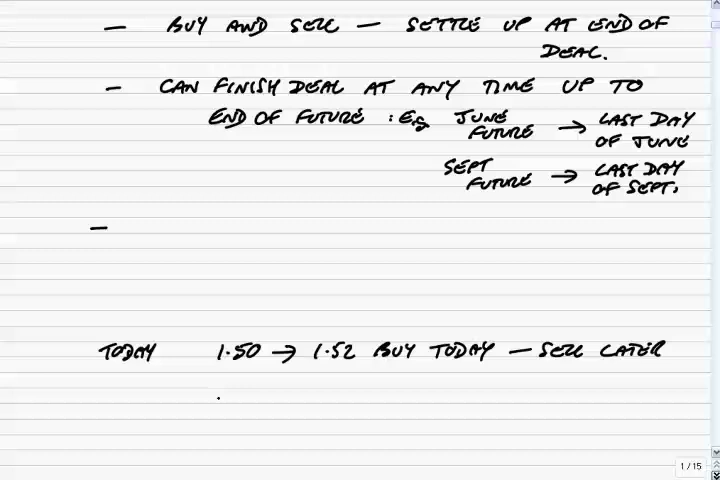 — BUY AND SELL — SETTLE UP AT END OF
DEAL.
— CAN FINISH DEAL AT ANY TIME UP TO
END OF FUTURE : E.g. JUNE FUTURE → LAST DAY OF JUNE
SEPT FUTURE → LAST DAY OF SEPT.
—
TODAY 1.50 → 1.52 BUY TODAY — SELL LATER
1 / 15